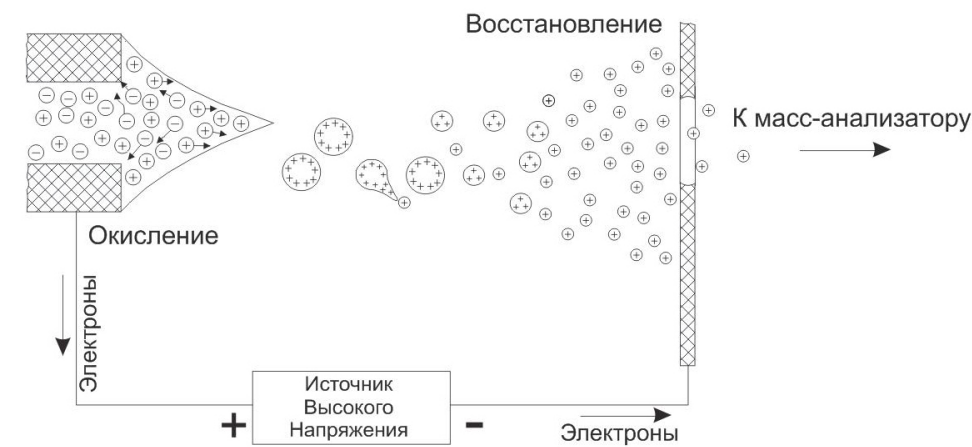 Восстановление
К масс-анализатору
Окисление
Электроны
Источник
Высокого
Напряжения
Электроны